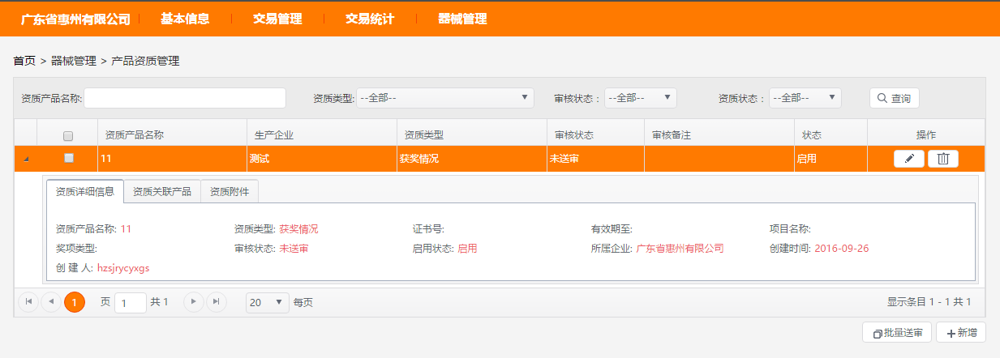 广东省惠州有限公司 基本信息 交易管理 交易统计 器械管理
首页 > 器械管理 > 产品资质管理
资质产品名称: 资质类型: --全部-- 审核状态： --全部-- 资质状态： --全部-- 查询
资质产品名称 生产企业 资质类型 审核状态 审核备注 状态 操作
11 测试 获奖情况 未送审 启用
资质详细信息 资质关联产品 资质附件
资质产品名称: 11 资质类型: 获奖情况 证书号: 有效期至: 项目名称:
奖项类型: 审核状态: 未送审 启用状态: 启用 所属企业: 广东省惠州有限公司 创建时间: 2016-09-26
创 建 人: hzsjrycyxgs
1 页 1 共 1 20 每页 显示条目 1 - 1 共 1
批量送审 新增